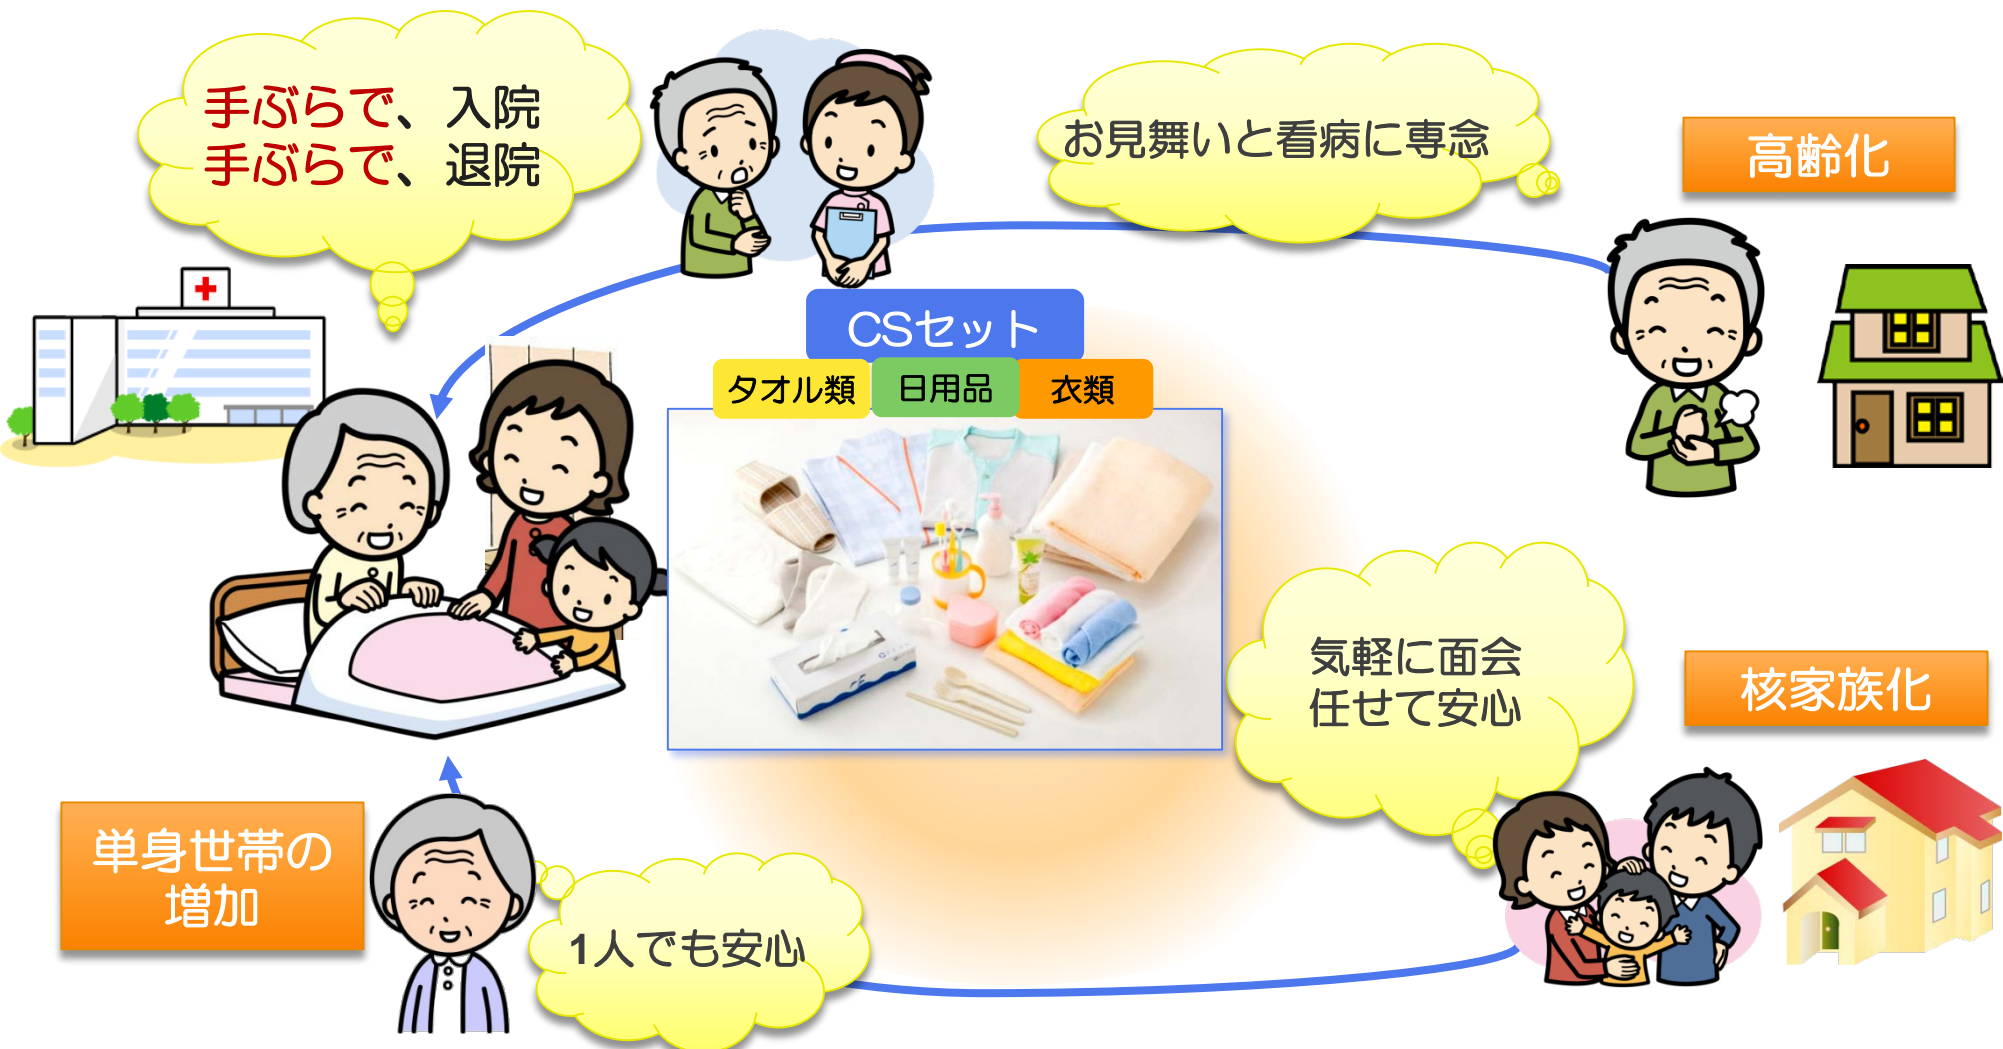 手ぶらで、入院
手ぶらで、退院
お見舞いと看病に専念
高齢化
CSセット
タオル類
日用品
衣類
気軽に面会
任せて安心
核家族化
単身世帯の
増加
1人でも安心